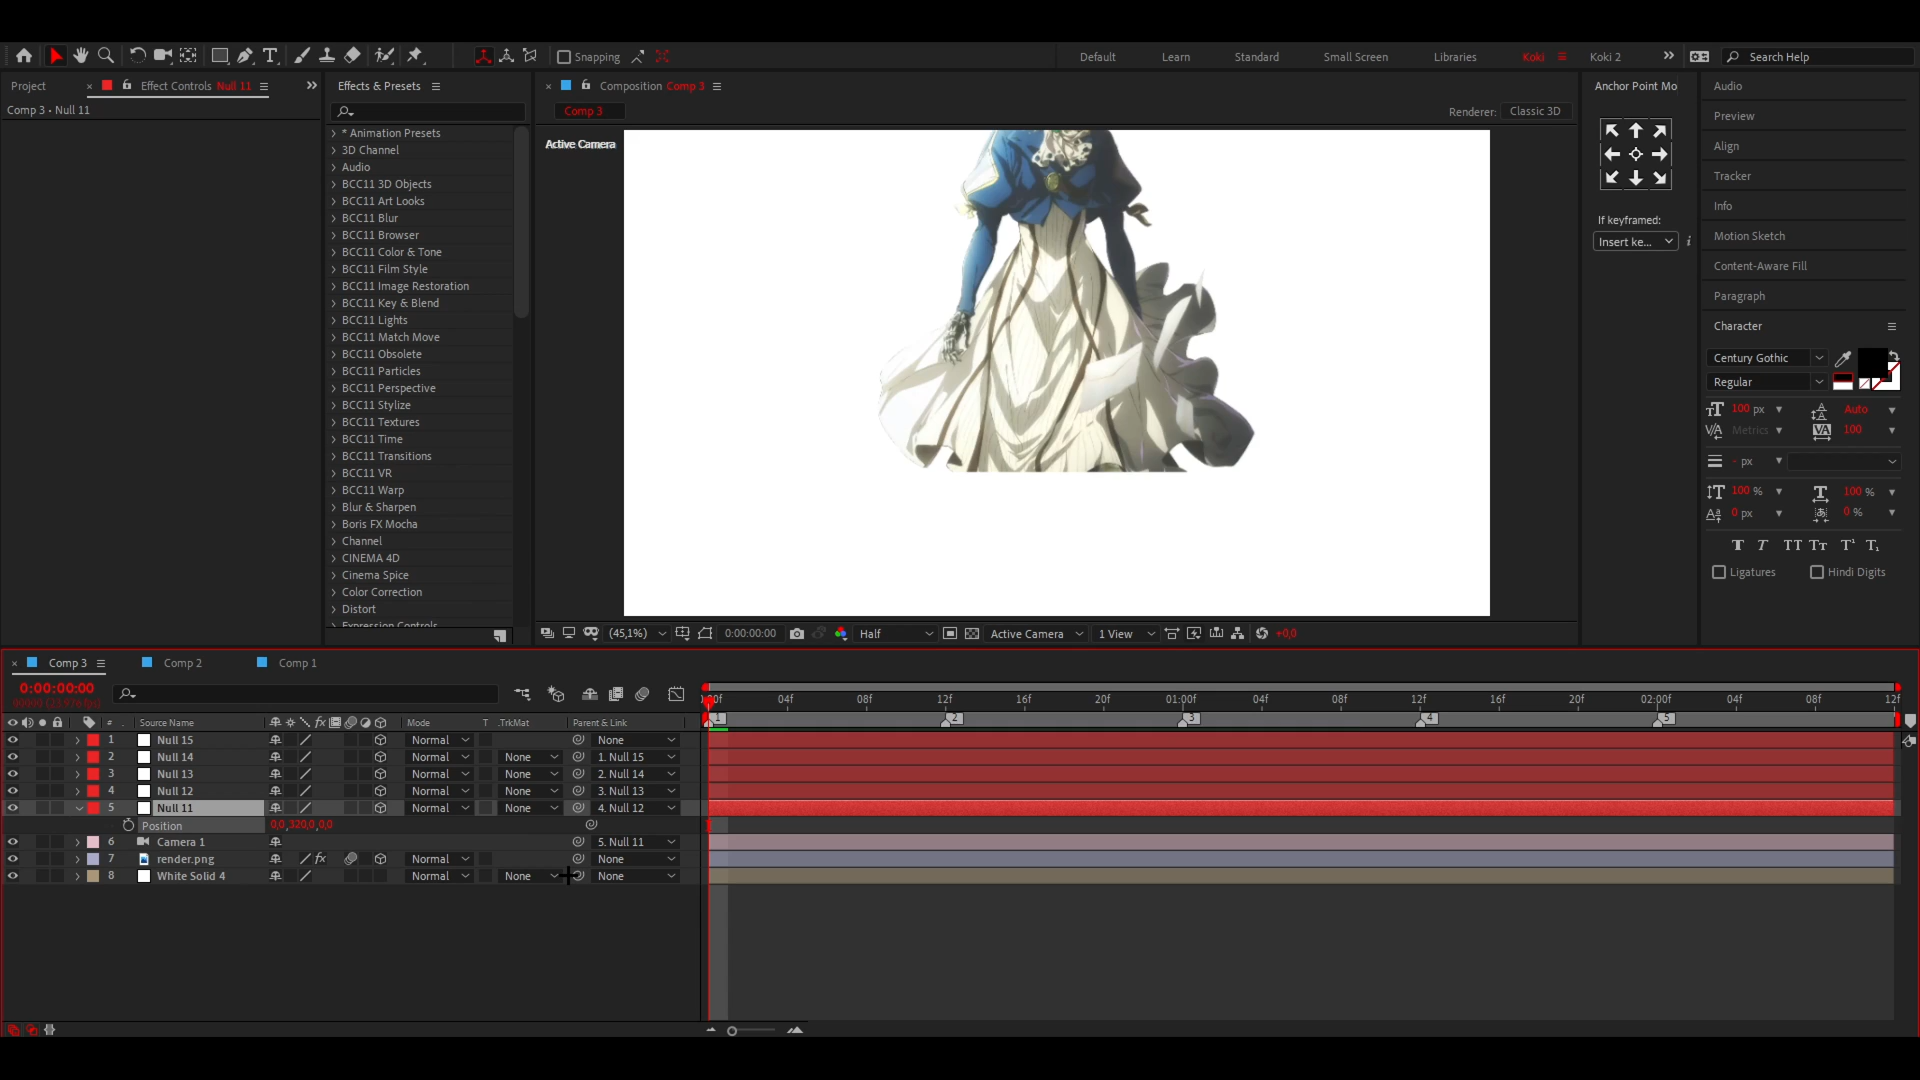 Snapping
Default
Learn
Standard
Small Screen
Libraries
Koki
Koki 2
Search Help
Project
Effect Controls Null 11
Effects & Presets
Composition Comp 3
Anchor Point Mo
Audio
Comp 3 • Null 11
Comp 3
Renderer:
Classic 3D
Preview
* Animation Presets
3D Channel
Audio
BCC11 3D Objects
BCC11 Art Looks
BCC11 Blur
BCC11 Browser
BCC11 Color & Tone
BCC11 Film Style
BCC11 Image Restoration
BCC11 Key & Blend
BCC11 Lights
BCC11 Match Move
BCC11 Obsolete
BCC11 Particles
BCC11 Perspective
BCC11 Stylize
BCC11 Textures
BCC11 Time
BCC11 Transitions
BCC11 VR
BCC11 Warp
Blur & Sharpen
Boris FX Mocha
Channel
CINEMA 4D
Cinema Spice
Color Correction
Distort
Expression Controls
Active Camera
If keyframed:
Insert ke...
Align
Tracker
Info
Motion Sketch
Content-Aware Fill
Paragraph
Character
Century Gothic
Regular
100 px
Auto
Metrics
100
- px
100 %
100 %
0 px
0 %
Ligatures
Hindi Digits
(45,1%)
0:00:00:00
Half
Active Camera
1 View
+0,0
Comp 3
Comp 2
Comp 1
0:00:00:00
:00f 04f 08f 12f 16f 20f 01:00f 04f 08f 12f 16f 20f 02:00f 04f 08f 12f
1 2 3 4 5
# Source Name Mode T .TrkMat Parent & Link
1 Null 15 Normal None
2 Null 14 Normal None 1. Null 15
3 Null 13 Normal None 2. Null 14
4 Null 12 Normal None 3. Null 13
5 Null 11 Normal None 4. Null 12
Position 0,0,320,0,0,0
6 Camera 1 5. Null 11
7 render.png Normal None
8 White Solid 4 Normal None None